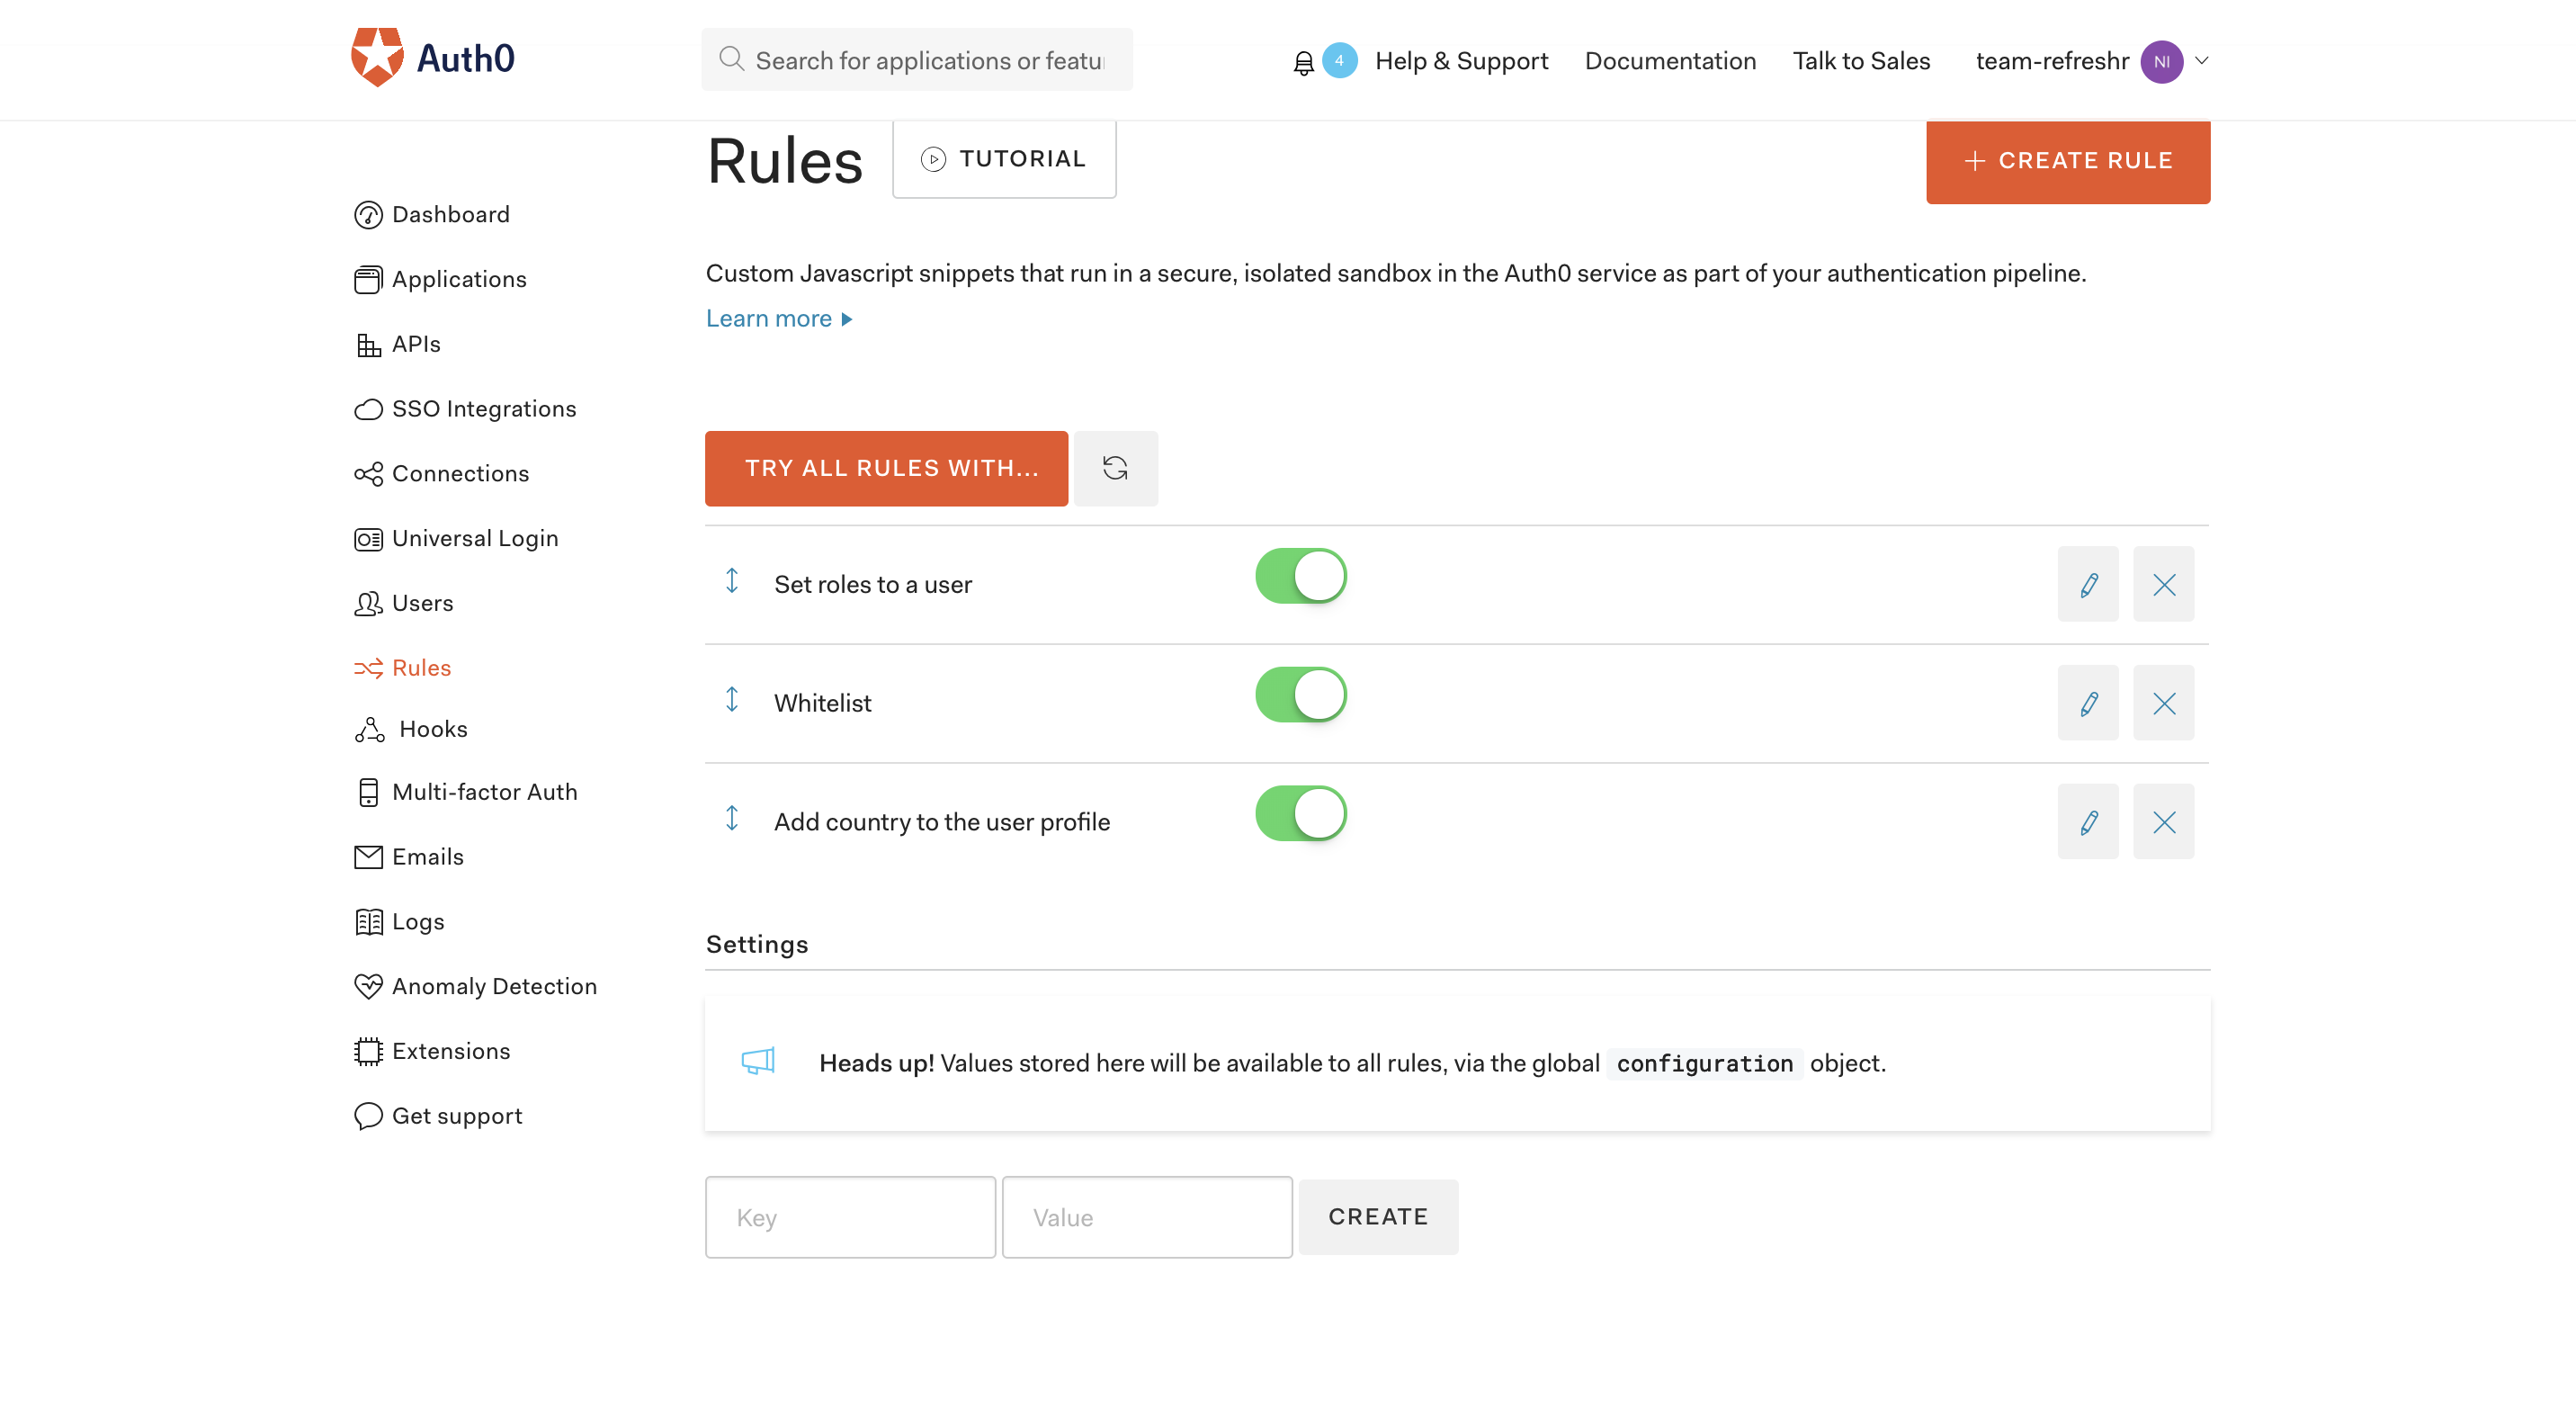 Auth0
Search for applications or featu
4
Help & Support
Documentation
Talk to Sales
team-refreshr
NI
Rules
TUTORIAL
CREATE RULE
Custom Javascript snippets that run in a secure, isolated sandbox in the Auth0 service as part of your authentication pipeline.
Learn more
Dashboard
Applications
APIs
SSO Integrations
Connections
Universal Login
Users
Rules
Hooks
Multi-factor Auth
Emails
Logs
Anomaly Detection
Extensions
Get support
TRY ALL RULES WITH...
Set roles to a user
Whitelist
Add country to the user profile
Settings
Heads up! Values stored here will be available to all rules, via the global configuration object.
Key
Value
CREATE